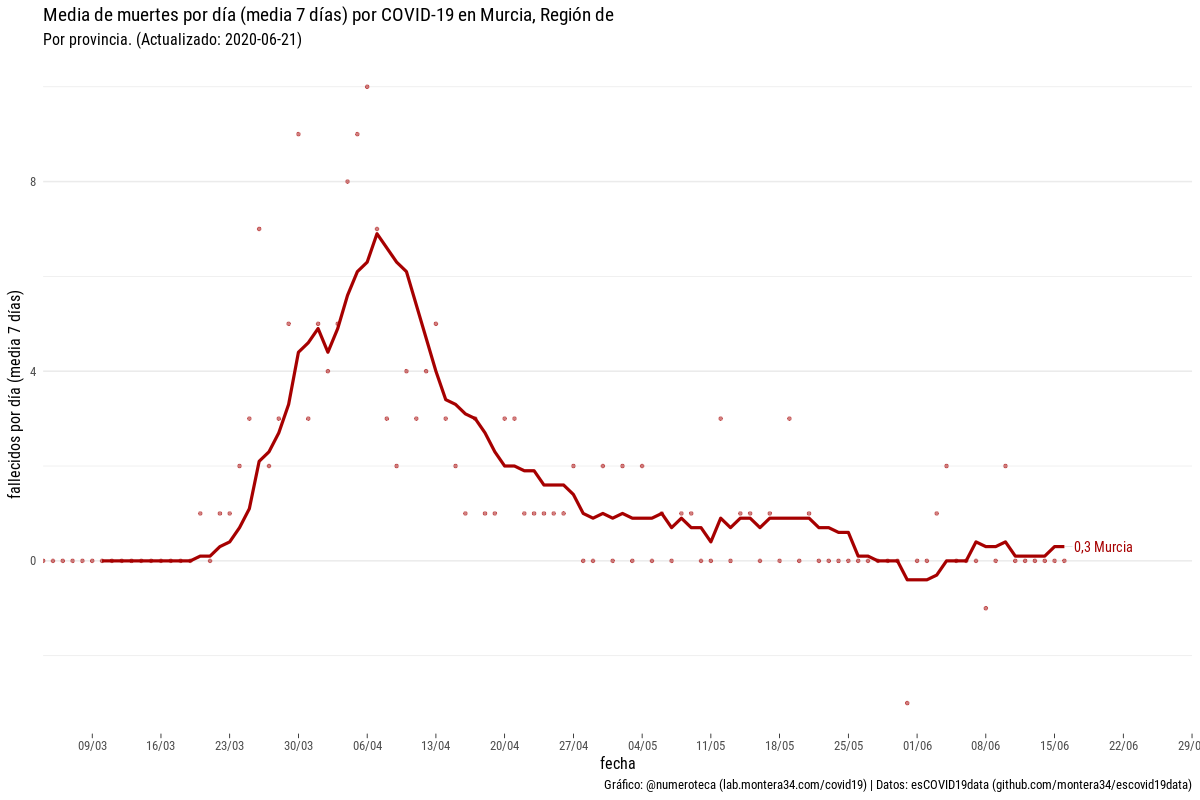 Media de muertes por día (media 7 días) por COVID-19 en Murcia, Región de
Por provincia. (Actualizado: 2020-06-21)
fallecidos por día (media 7 días)
8
4
0
0,3 Murcia
09/03 16/03 23/03 30/03 06/04 13/04 20/04 27/04 04/05 11/05 18/05 25/05 01/06 08/06 15/06 22/06 29/0
fecha
Gráfico: @numeroteca (lab.montera34.com/covid19) | Datos: esCOVID19data (github.com/montera34/escovid19data)